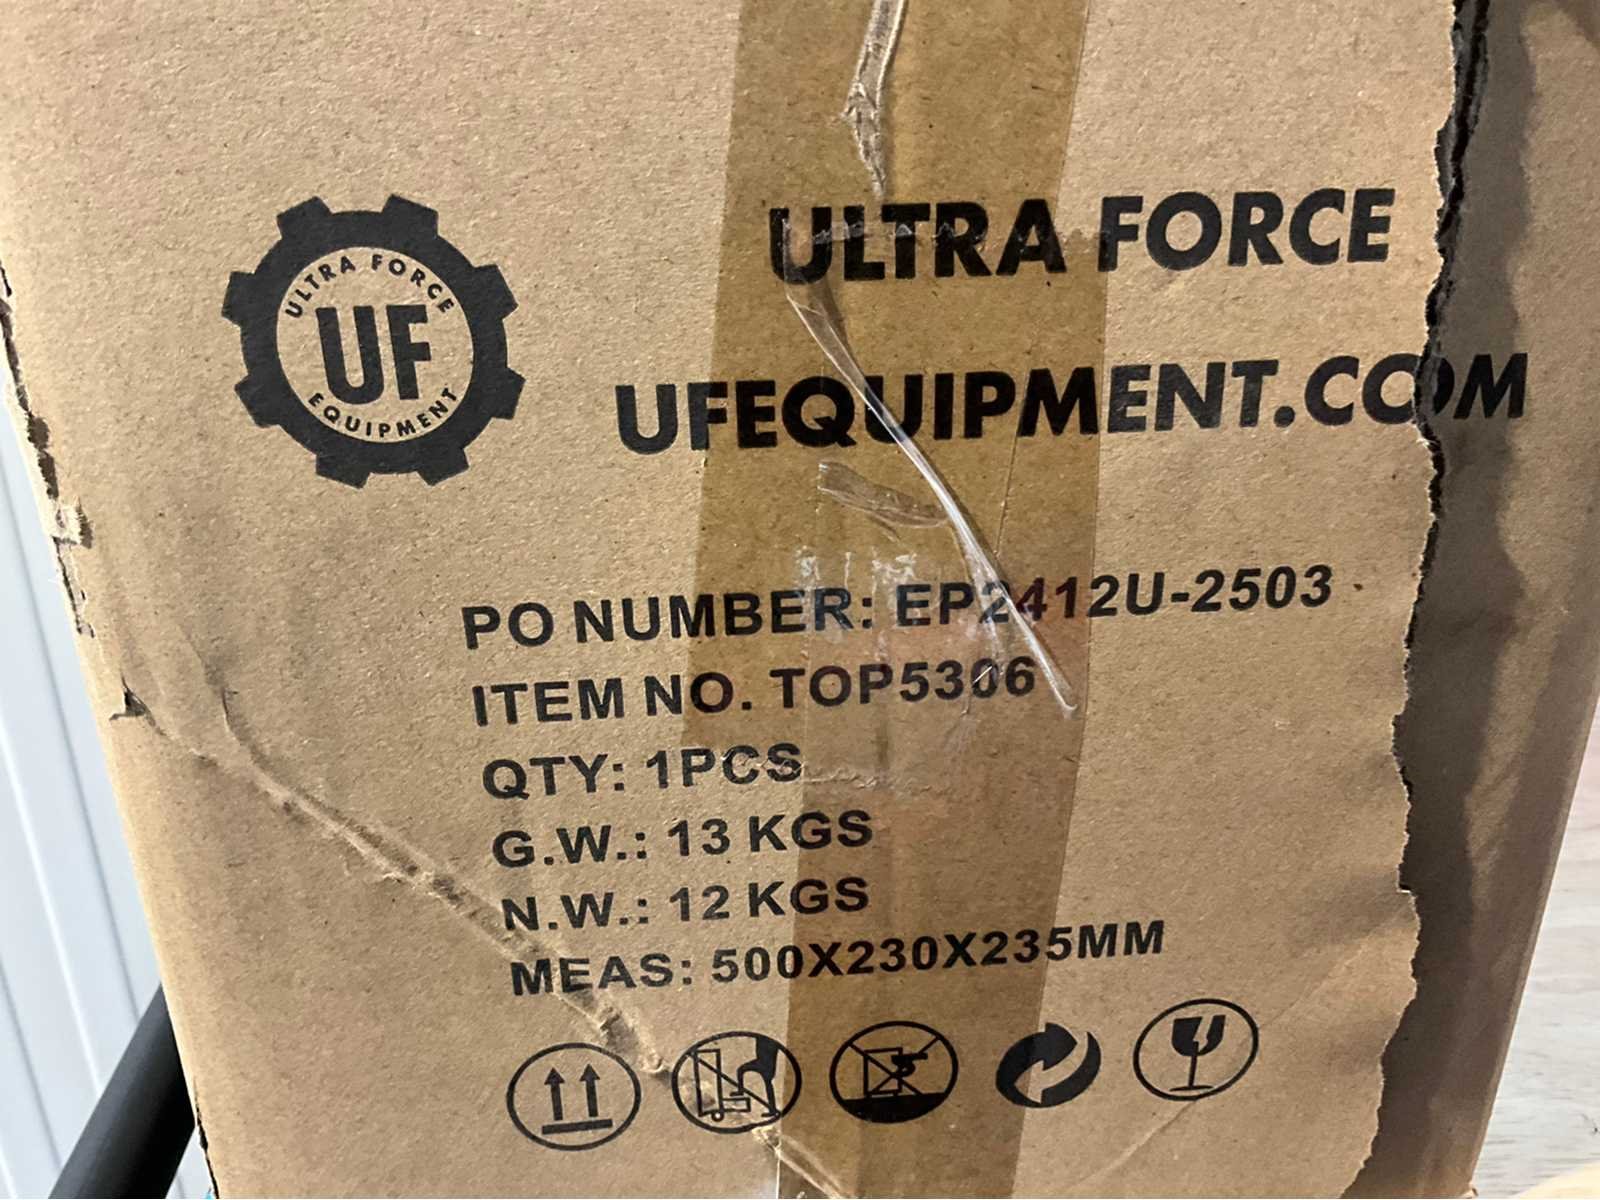 ULTRA FORCE
UF
EQUIPMENT
ULTRA FORCE
UFEQUIPMENT.COM
PO NUMBER: EP2412U-2503
ITEM NO. TOP5306
QTY: 1PCS
G.W.: 13 KGS
N.W.: 12 KGS
MEAS: 500X230X235MM